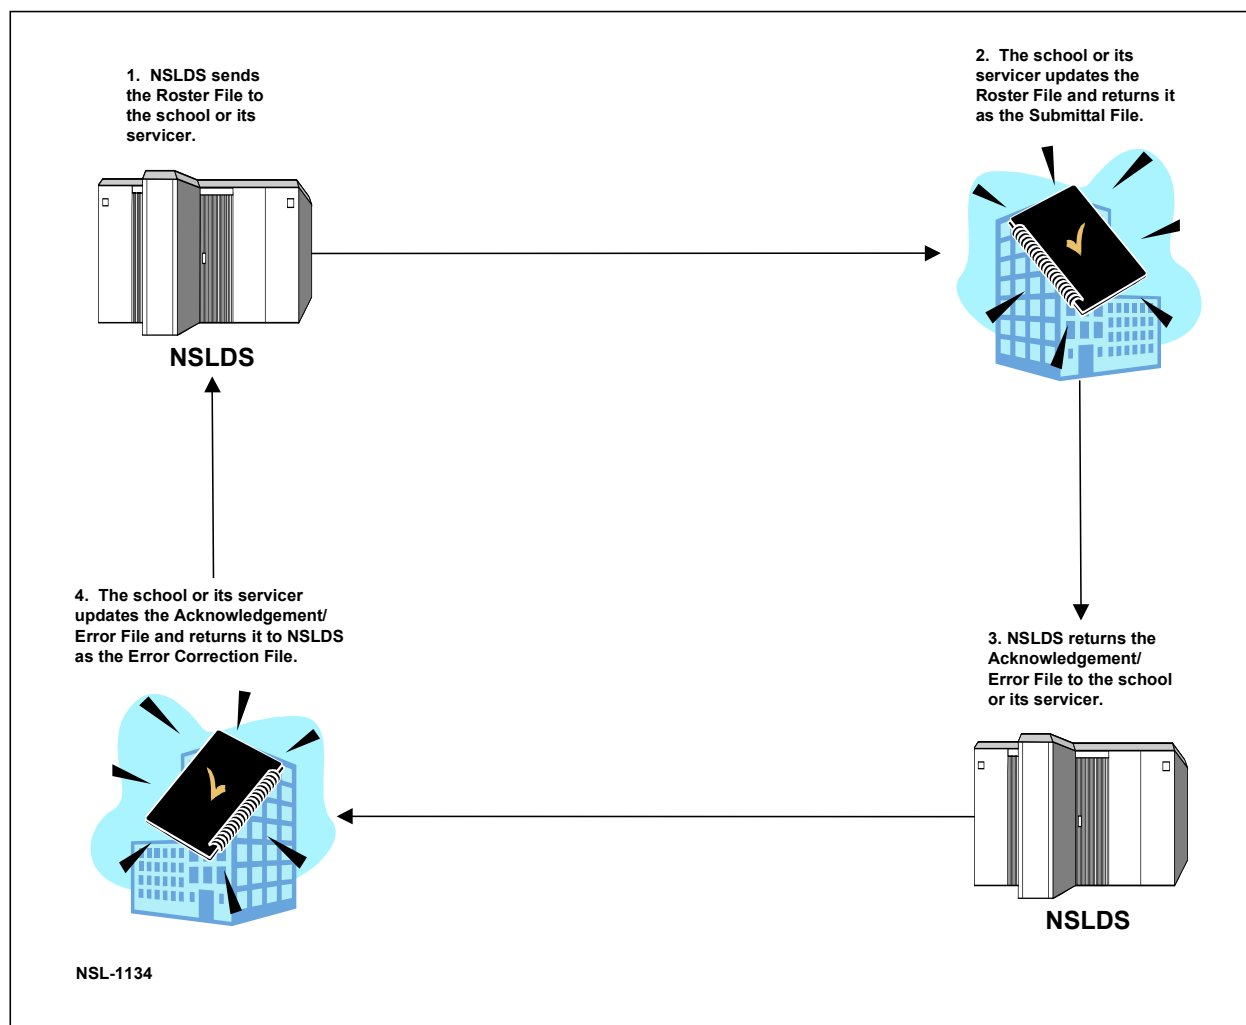 1. NSLDS sends
the Roster File to
the school or its
servicer.
2. The school or its
servicer updates the
Roster File and returns it
as the Submittal File.
NSLDS
4. The school or its servicer
updates the Acknowledgement/
Error File and returns it to NSLDS
as the Error Correction File.
3. NSLDS returns the
Acknowledgement/
Error File to the school
or its servicer.
NSLDS
NSL-1134